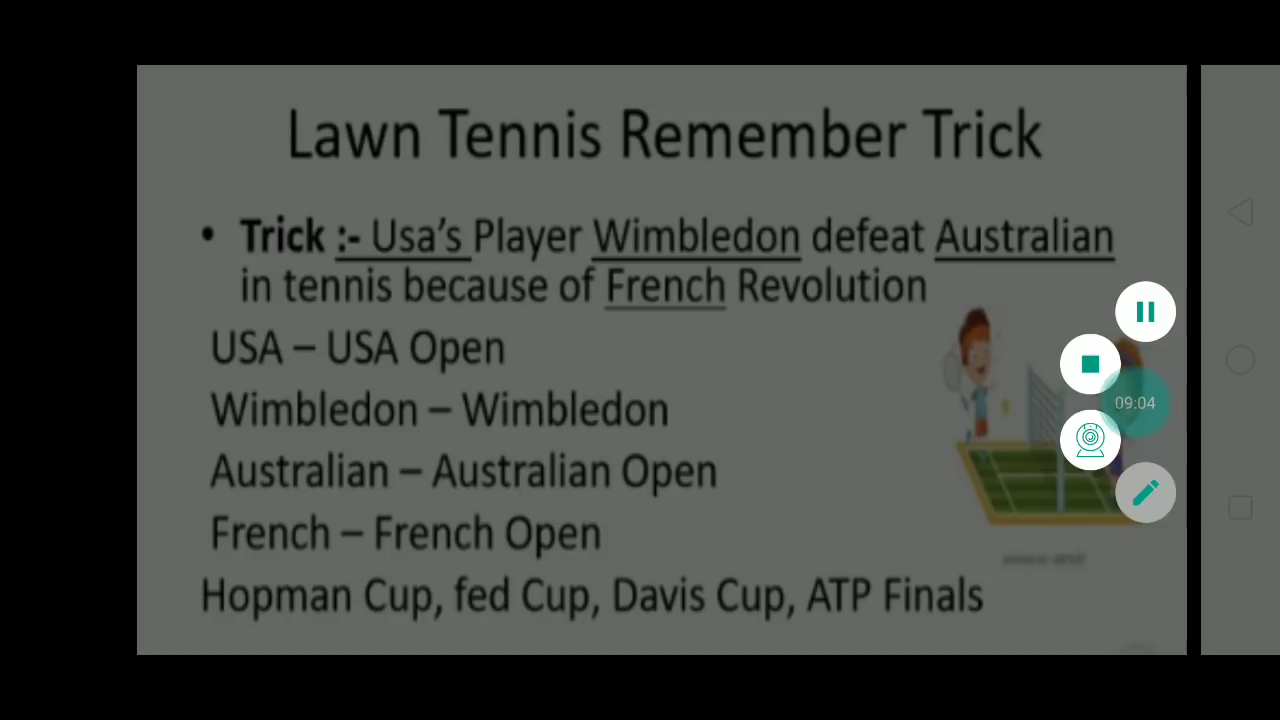 Lawn Tennis Remember Trick
• Trick :- Usa's Player Wimbledon defeat Australian
in tennis because of French Revolution
USA – USA Open
Wimbledon – Wimbledon
Australian – Australian Open
French – French Open
Hopman Cup, fed Cup, Davis Cup, ATP Finals
09:04